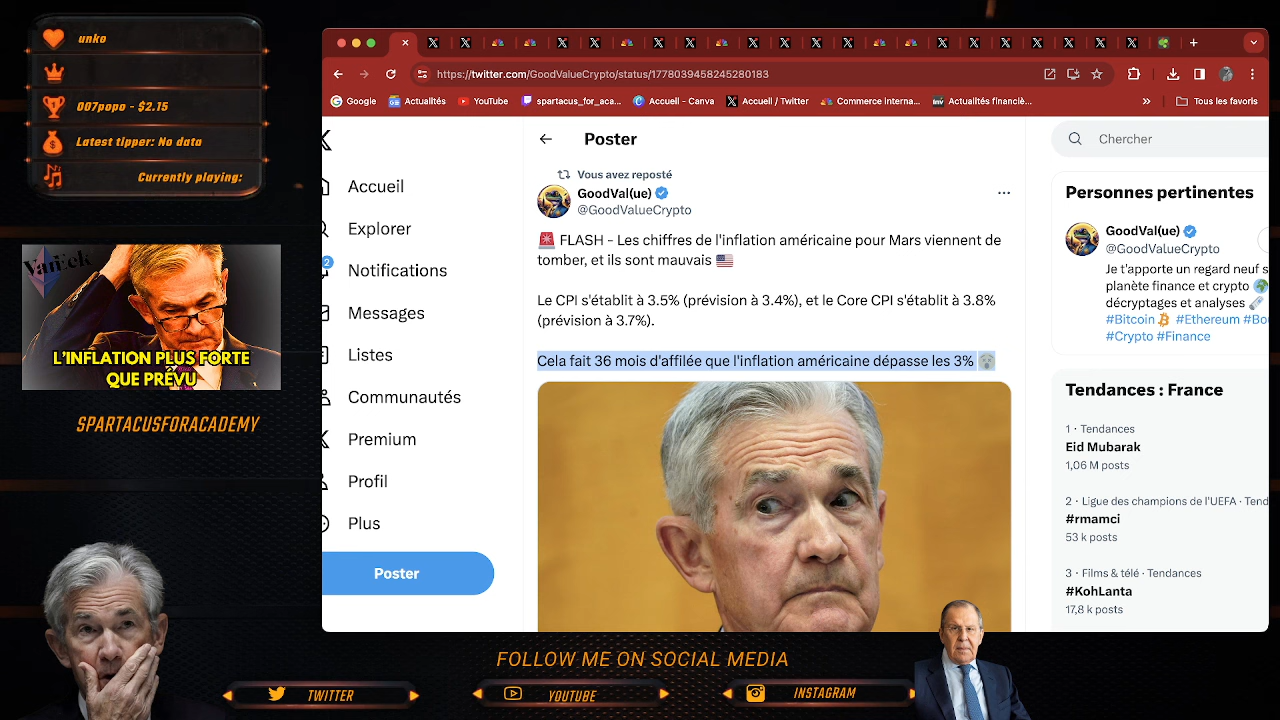 unko
007popo - $2.15
Latest tipper: No data
Currently playing:
VanEck
L'INFLATION PLUS FORTE
QUE PRÉVU
SPARTACUSFORACADEMY
https://twitter.com/GoodValueCrypto/status/1778039458245280183
Google
Actualités
YouTube
spartacus_for_aca...
Accueil - Canva
Accueil / Twitter
Commerce interna...
Actualités financiè...
»
Tous les favoris
Accueil
Explorer
2
Notifications
Messages
Listes
Communautés
Premium
Profil
Plus
Poster
Poster
Vous avez reposté
GoodVal(ue)
@GoodValueCrypto
🚨 FLASH - Les chiffres de l'inflation américaine pour Mars viennent de
tomber, et ils sont mauvais 🇺🇸
Le CPI s'établit à 3.5% (prévision à 3.4%), et le Core CPI s'établit à 3.8%
(prévision à 3.7%).
Cela fait 36 mois d'affilée que l'inflation américaine dépasse les 3% 😨
Chercher
Personnes pertinentes
GoodVal(ue)
@GoodValueCrypto
Je t'apporte un regard neuf s
planète finance et crypto
décryptages et analyses
#Bitcoin #Ethereum #Bo
#Crypto #Finance
Tendances : France
1 · Tendances
Eid Mubarak
1,06 M posts
2 · Ligue des champions de l'UEFA · Tend
#rmamci
53 k posts
3 · Films & télé · Tendances
#KohLanta
17,8 k posts
FOLLOW ME ON SOCIAL MEDIA
TWITTER
YOUTUBE
INSTAGRAM